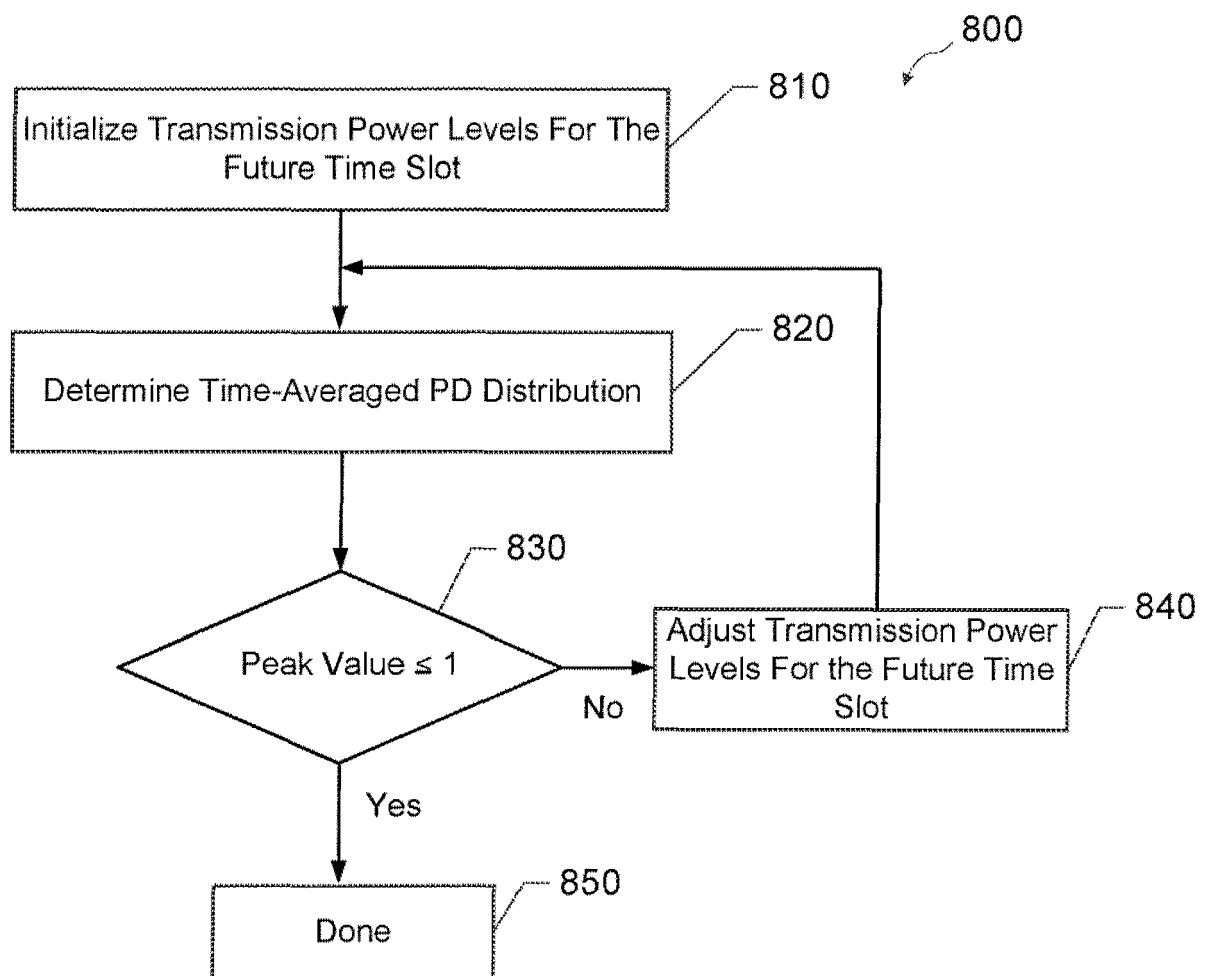 800
810
Initialize Transmission Power Levels For The
Future Time Slot
820
Determine Time-Averaged PD Distribution
830
Peak Value ≤ 1
No
840
Adjust Transmission Power
Levels For the Future Time
Slot
Yes
850
Done